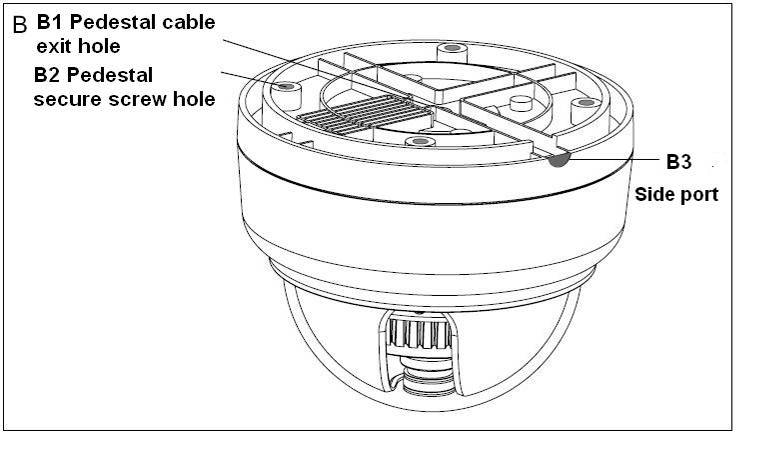 B
B1 Pedestal cable
exit hole
B2 Pedestal
secure screw hole
B3
Side port